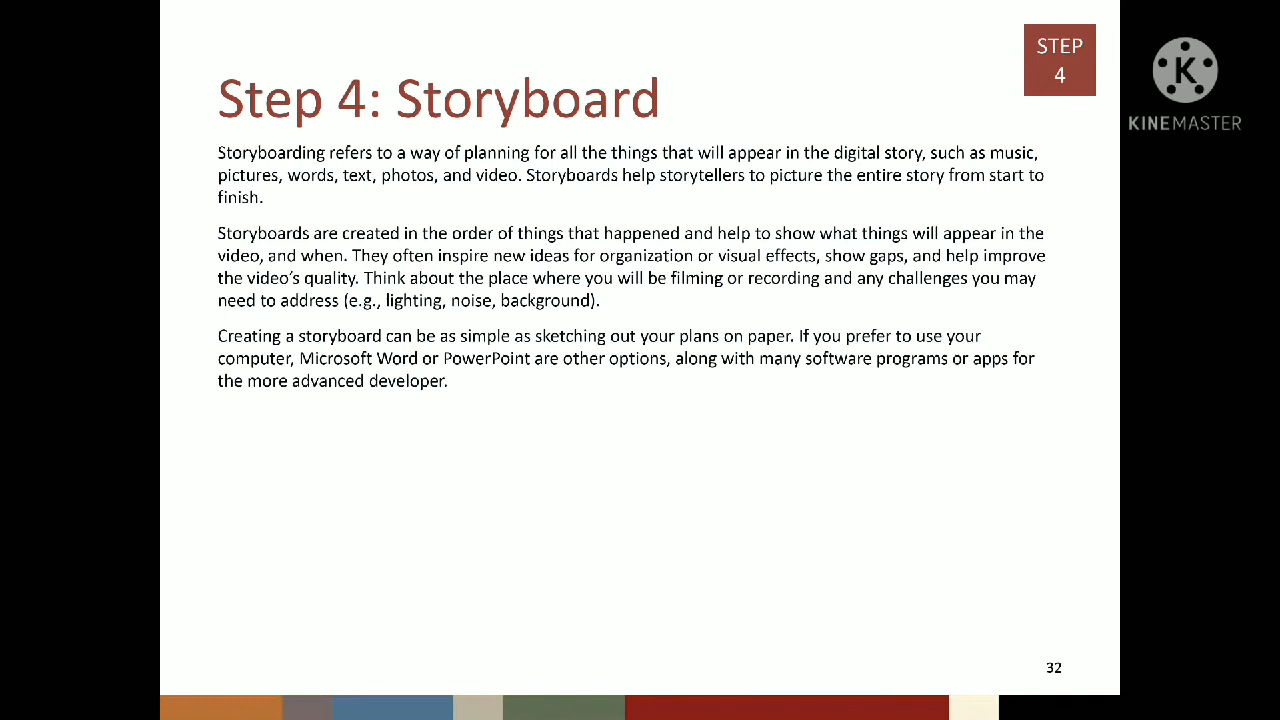 STEP
4
KINEMASTER
Step 4: Storyboard
Storyboarding refers to a way of planning for all the things that will appear in the digital story, such as music,
pictures, words, text, photos, and video. Storyboards help storytellers to picture the entire story from start to
finish.
Storyboards are created in the order of things that happened and help to show what things will appear in the
video, and when. They often inspire new ideas for organization or visual effects, show gaps, and help improve
the video’s quality. Think about the place where you will be filming or recording and any challenges you may
need to address (e.g., lighting, noise, background).
Creating a storyboard can be as simple as sketching out your plans on paper. If you prefer to use your
computer, Microsoft Word or PowerPoint are other options, along with many software programs or apps for
the more advanced developer.
32